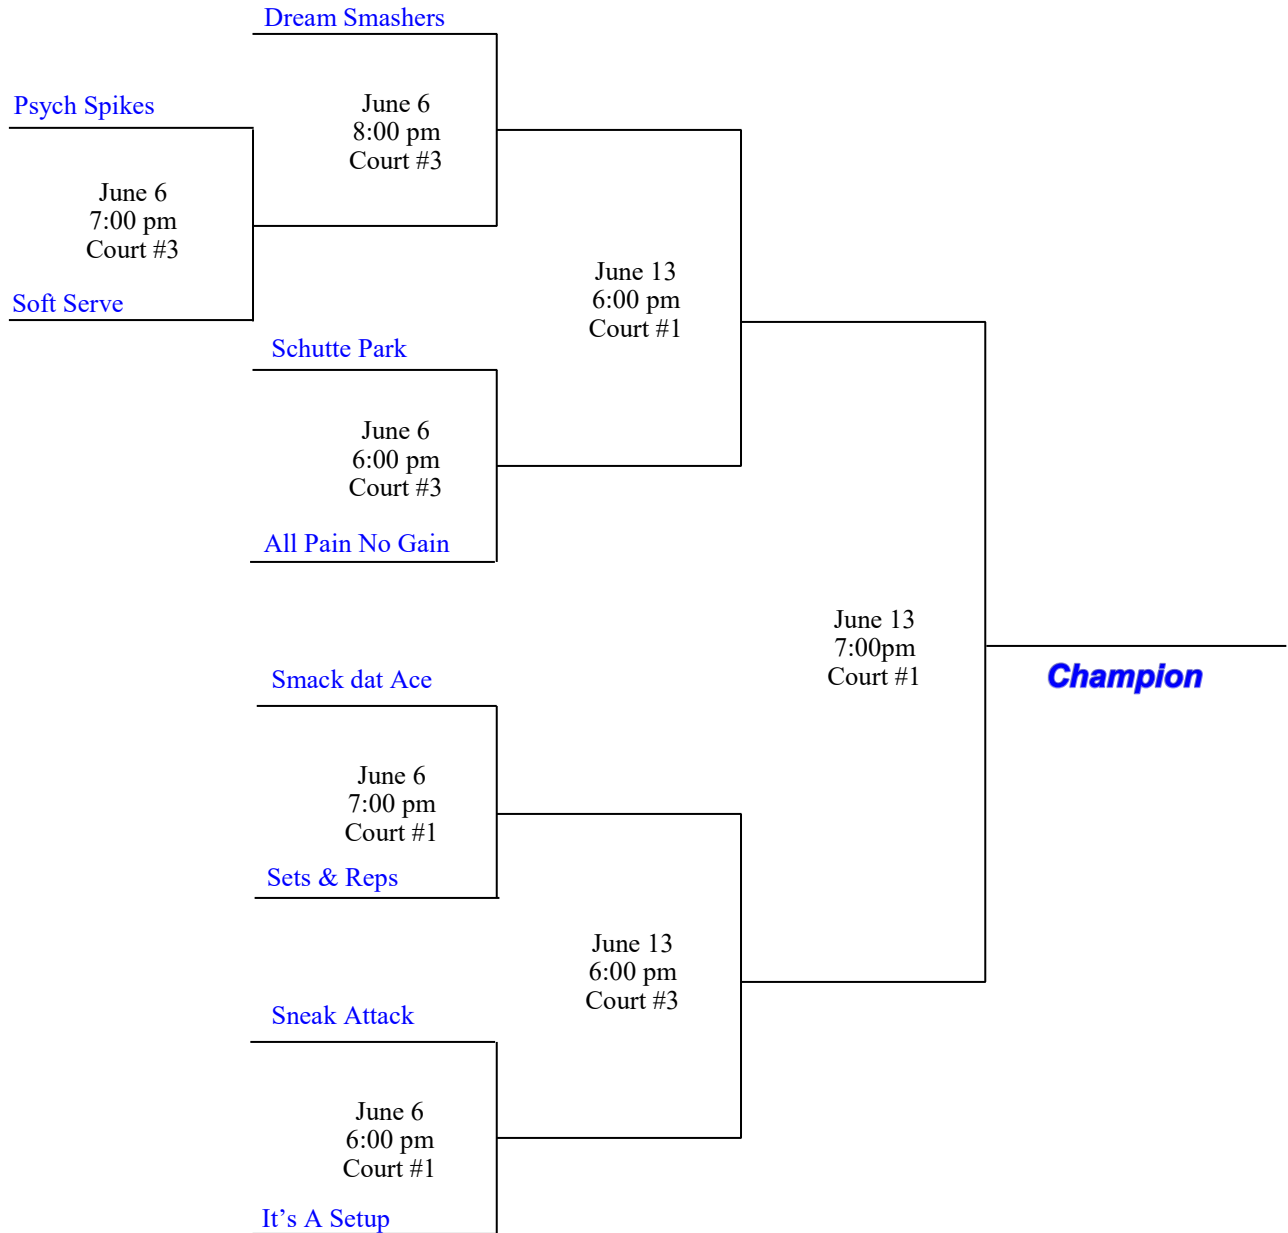 Dream Smashers
Psych Spikes
June 6
8:00 pm
Court #3
June 6
7:00 pm
Court #3
Soft Serve
June 13
6:00 pm
Court #1
Schutte Park
June 6
6:00 pm
Court #3
All Pain No Gain
June 13
7:00pm
Court #1
Champion
Smack dat Ace
June 6
7:00 pm
Court #1
Sets & Reps
June 13
6:00 pm
Court #3
Sneak Attack
June 6
6:00 pm
Court #1
It’s A Setup